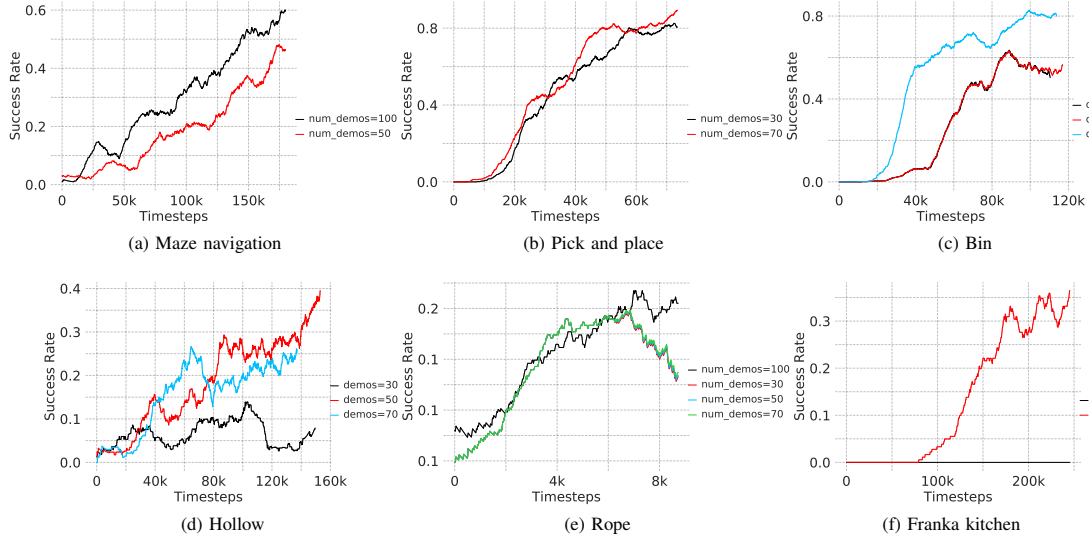 0.6
0.4
0.2
0.0
Success Rate
0
50k
100k
150k
Timesteps
num_demos=100
num_demos=50
(a) Maze navigation
0.8
0.4
0.0
Success Rate
0
20k
40k
60k
Timesteps
num_demos=30
num_demos=70
(b) Pick and place
0.8
0.5
0.2
0.0
Success Rate
0
40k
80k
120k
Timesteps
(c) Bin
0.4
0.3
0.2
0.1
0.0
Success Rate
0
40k
80k
120k
160k
Timesteps
demos=30
demos=50
demos=70
(d) Hollow
0.2
0.1
0.1
0.1
Success Rate
0
4k
8k
Timesteps
num_demos=100
num_demos=30
num_demos=50
num_demos=70
(e) Rope
0.3
0.2
0.1
0.0
Success Rate
0
100k
200k
Timesteps
(f) Franka kitchen